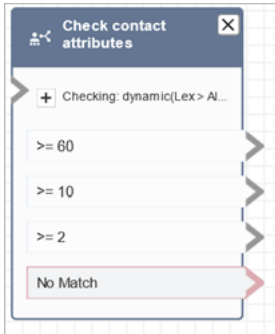 Check contact
attributes
Checking: dynamic(Lex > Al...
>= 60
>= 10
>= 2
No Match